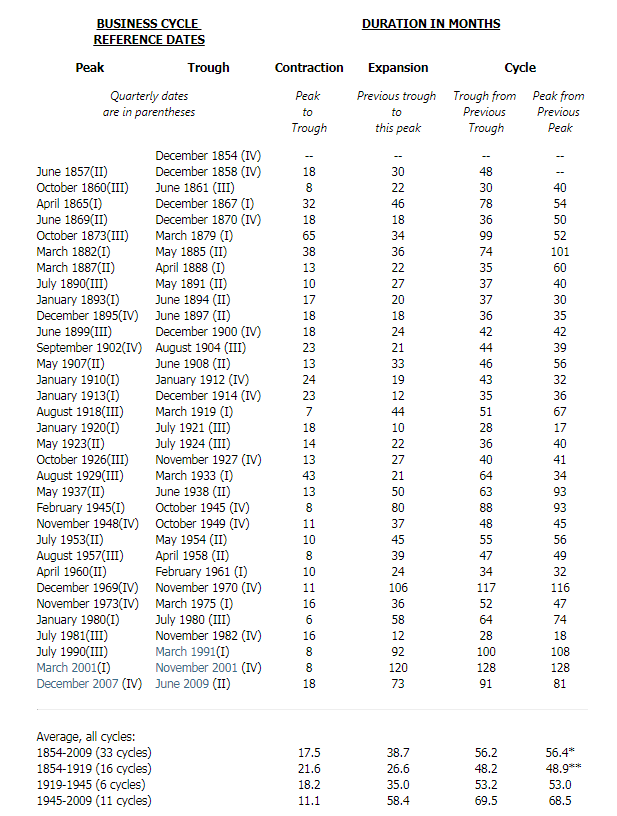 BUSINESS CYCLE DURATION IN MONTHS
REFERENCE DATES
Peak Trough Contraction Expansion Cycle
Quarterly dates Peak Previous trough Trough from Peak from
are in parentheses to to Previous Previous
Trough this peak Trough Peak
December 1854 (IV) -- -- -- --
June 1857(II) December 1858 (IV) 18 30 48 --
October 1860(III) June 1861 (III) 8 22 30 40
April 1865(I) December 1867 (I) 32 46 78 54
June 1869(II) December 1870 (IV) 18 18 36 50
October 1873(III) March 1879 (I) 65 34 99 52
March 1882(I) May 1885 (II) 38 36 74 101
March 1887(II) April 1888 (I) 13 22 35 60
July 1890(III) May 1891 (II) 10 27 37 40
January 1893(I) June 1894 (II) 17 20 37 30
December 1895(IV) June 1897 (II) 18 18 36 35
June 1899(III) December 1900 (IV) 18 24 42 42
September 1902(IV) August 1904 (III) 23 21 44 39
May 1907(II) June 1908 (II) 13 33 46 56
January 1910(I) January 1912 (IV) 24 19 43 32
January 1913(I) December 1914 (IV) 23 12 35 36
August 1918(III) March 1919 (I) 7 44 51 67
January 1920(I) July 1921 (III) 18 10 28 17
May 1923(II) July 1924 (III) 14 22 36 40
October 1926(III) November 1927 (IV) 13 27 40 41
August 1929(III) March 1933 (I) 43 21 64 34
May 1937(II) June 1938 (II) 13 50 63 93
February 1945(I) October 1945 (IV) 8 80 88 93
November 1948(IV) October 1949 (IV) 11 37 48 45
July 1953(II) May 1954 (II) 10 45 55 56
August 1957(III) April 1958 (II) 8 39 47 49
April 1960(II) February 1961 (I) 10 24 34 32
December 1969(IV) November 1970 (IV) 11 106 117 116
November 1973(IV) March 1975 (I) 16 36 52 47
January 1980(I) July 1980 (III) 6 58 64 74
July 1981(III) November 1982 (IV) 16 12 28 18
July 1990(III) March 1991(I) 8 92 100 108
March 2001(I) November 2001 (IV) 8 120 128 128
December 2007 (IV) June 2009 (II) 18 73 91 81
Average, all cycles:
1854-2009 (33 cycles) 17.5 38.7 56.2 56.4*
1854-1919 (16 cycles) 21.6 26.6 48.2 48.9**
1919-1945 (6 cycles) 18.2 35.0 53.2 53.0
1945-2009 (11 cycles) 11.1 58.4 69.5 68.5